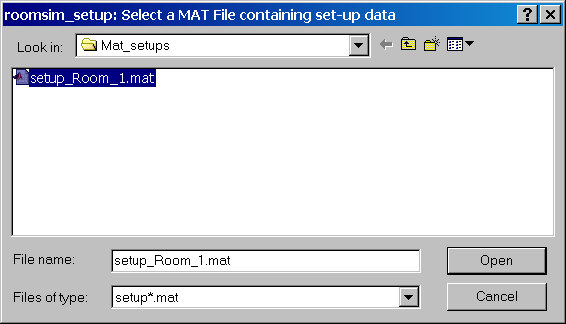 roomsim_setup: Select a MAT File containing set-up data
Look in: Mat_setups
setup_Room_1.mat
File name: setup_Room_1.mat Open
Files of type: setup*.mat Cancel